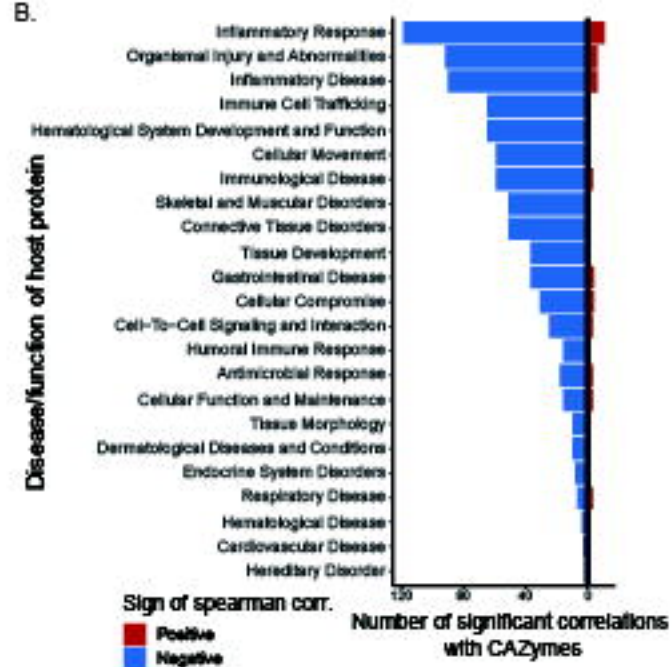 B.
Inflammatory Response
Organismal Injury and Abnormalities
Inflammatory Disease
Immune Cell Trafficking
Hematological System Development and Function
Cellular Movement
Immunological Disease
Skeletal and Muscular Disorders
Connective Tissue Disorders
Tissue Development
Gastrointestinal Disease
Cellular Compromise
Cell-To-Cell Signaling and Interaction
Humoral Immune Response
Antimicrobial Response
Cellular Function and Maintenance
Tissue Morphology
Dermatological Diseases and Conditions
Endocrine System Disorders
Respiratory Disease
Hematological Disease
Cardiovascular Disease
Hereditary Disorder
Disease/function of host protein
120 80 40 0
Number of significant correlations
with CAZymes
Sign of spearman corr.
Positive
Negative